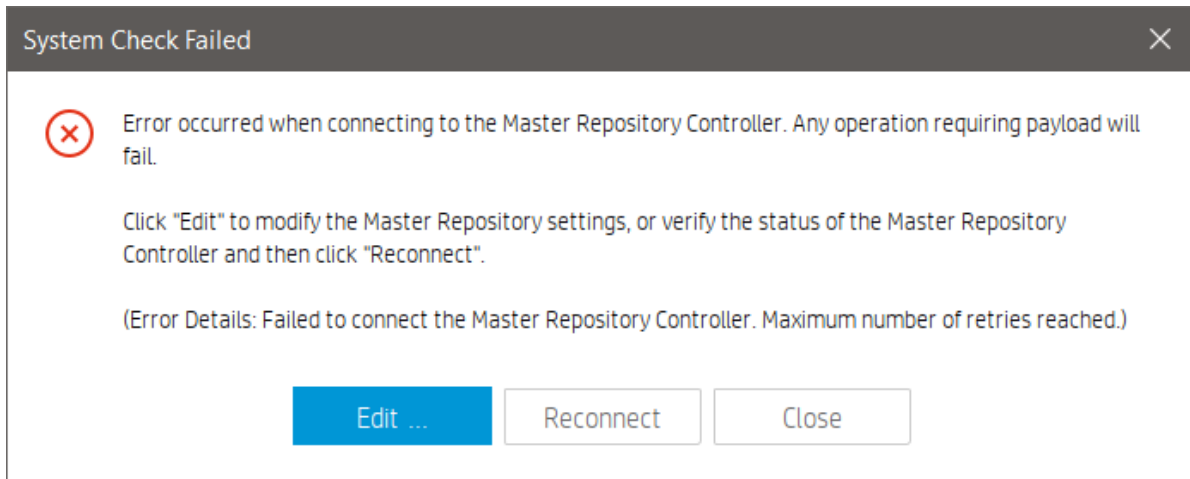 System Check Failed
Error occurred when connecting to the Master Repository Controller. Any operation requiring payload will
fail.
Click "Edit" to modify the Master Repository settings, or verify the status of the Master Repository
Controller and then click "Reconnect".
(Error Details: Failed to connect the Master Repository Controller. Maximum number of retries reached.)
Edit ...
Reconnect
Close